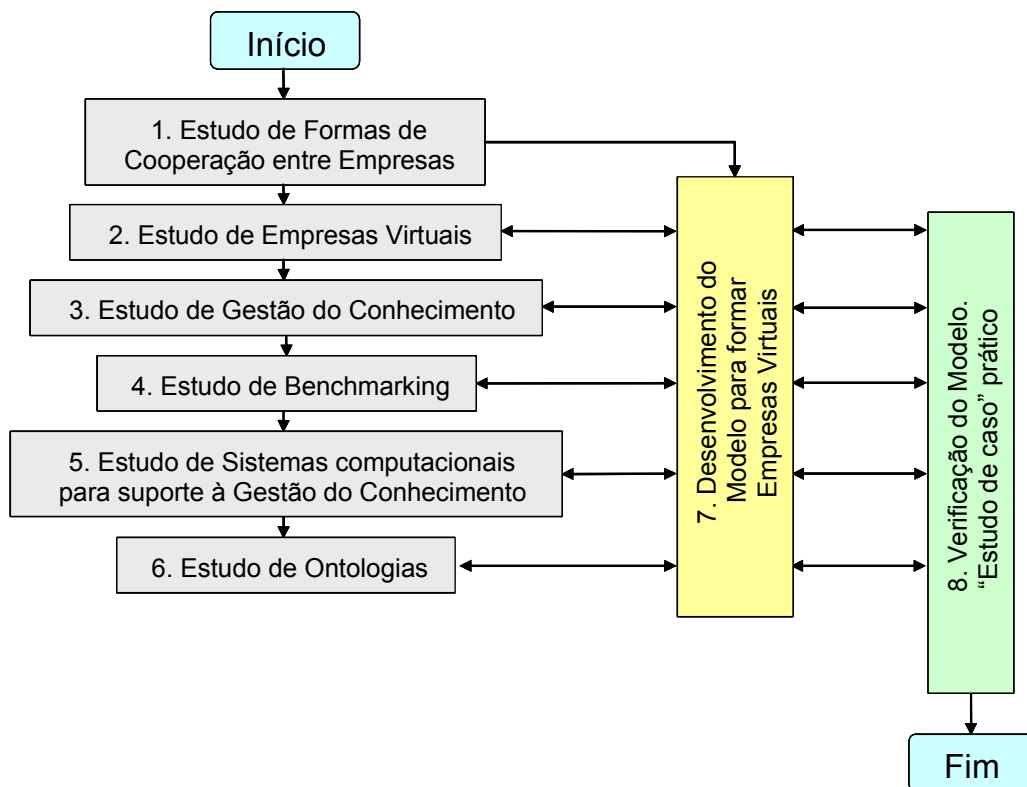 Início
1. Estudo de Formas de
Cooperação entre Empresas
2. Estudo de Empresas Virtuais
3. Estudo de Gestão do Conhecimento
4. Estudo de Benchmarking
5. Estudo de Sistemas computacionais
para suporte à Gestão do Conhecimento
6. Estudo de Ontologias
7. Desenvolvimento do
Modelo para formar
Empresas Virtuais
8. Verificação do Modelo.
“Estudo de caso” prático
Fim